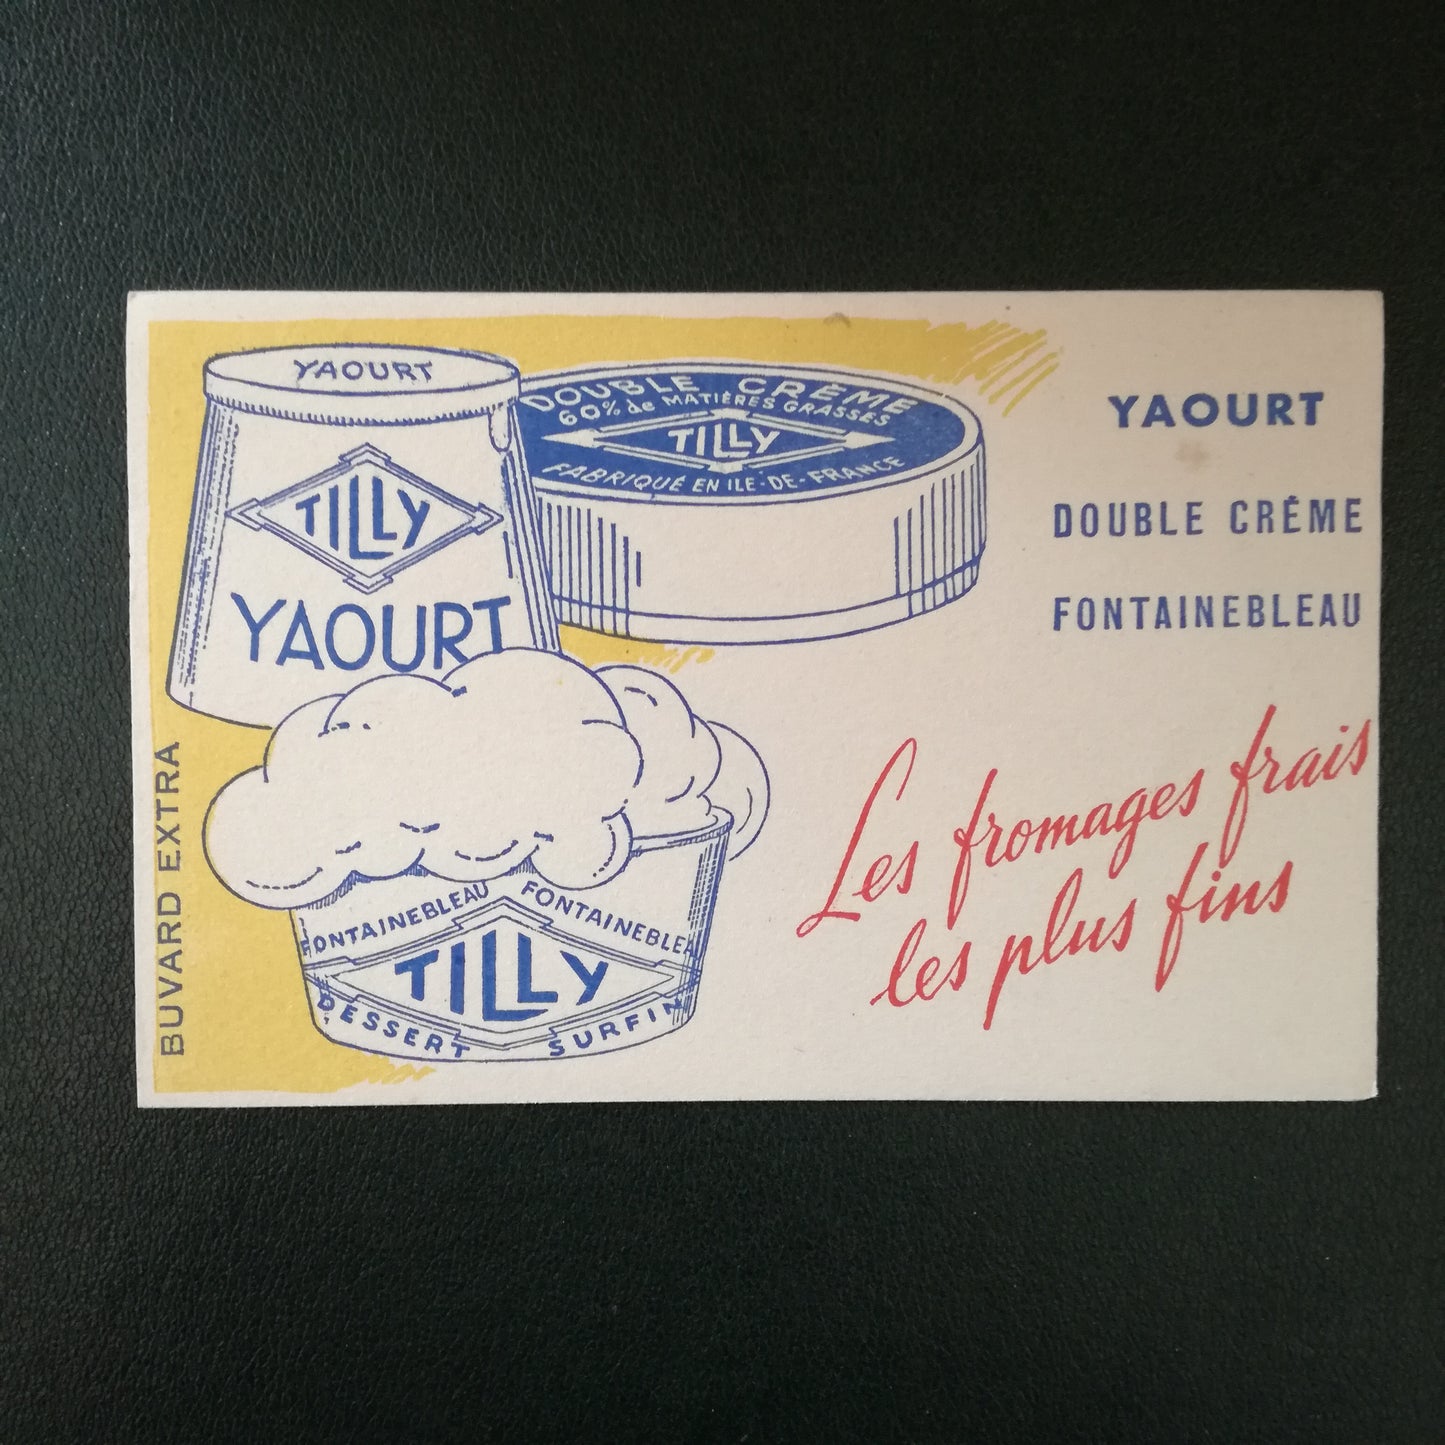 YAOURT
TILLY
YAOURT
DOUBLE CRÈME
60% de MATIÈRES GRASSES
TILLY
FABRIQUÉ EN ILE-DE-FRANCE
FONTAINEBLEAU FONTAINEBLEA
TILLY
DESSERT SURFIN
BUVARD EXTRA
YAOURT
DOUBLE CRÈME
FONTAINEBLEAU
Les fromages frais
les plus fins